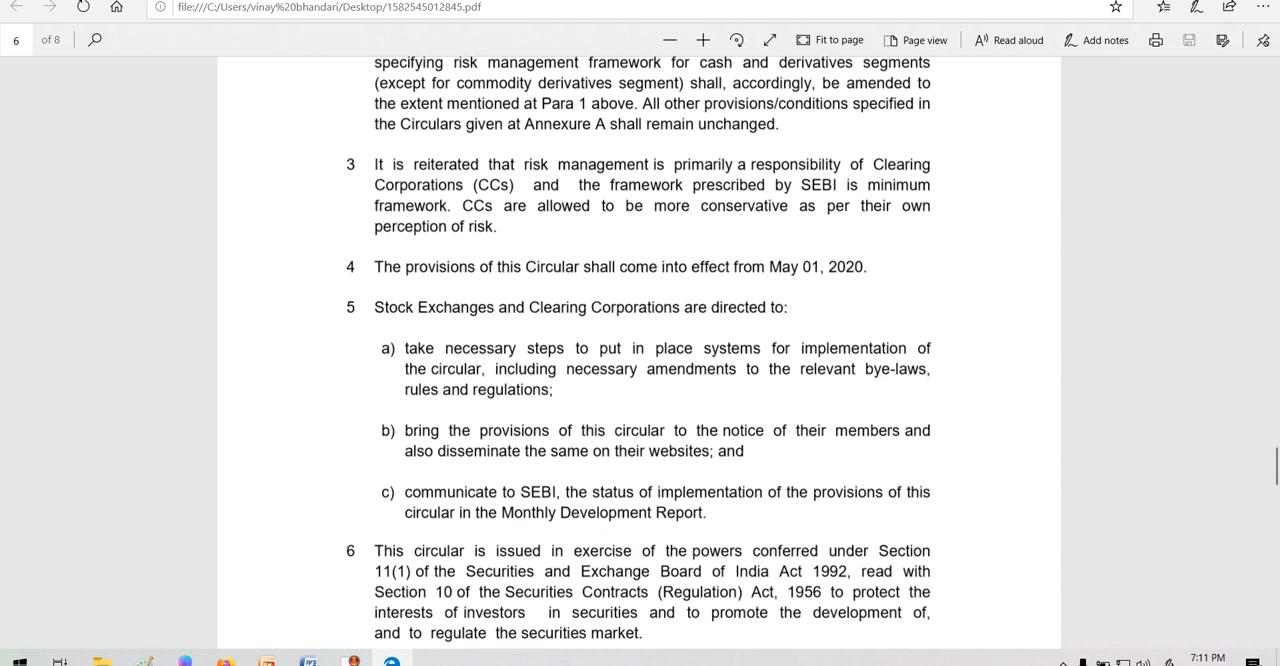 file:///C:/Users/vinay%20bhandari/Desktop/1582545012845.pdf
6 of 8 Fit to page Page view Read aloud Add notes
specifying risk management framework for cash and derivatives segments
(except for commodity derivatives segment) shall, accordingly, be amended to
the extent mentioned at Para 1 above. All other provisions/conditions specified in
the Circulars given at Annexure A shall remain unchanged.
3 It is reiterated that risk management is primarily a responsibility of Clearing
Corporations (CCs) and the framework prescribed by SEBI is minimum
framework. CCs are allowed to be more conservative as per their own
perception of risk.
4 The provisions of this Circular shall come into effect from May 01, 2020.
5 Stock Exchanges and Clearing Corporations are directed to:
a) take necessary steps to put in place systems for implementation of
the circular, including necessary amendments to the relevant bye-laws,
rules and regulations;
b) bring the provisions of this circular to the notice of their members and
also disseminate the same on their websites; and
c) communicate to SEBI, the status of implementation of the provisions of this
circular in the Monthly Development Report.
6 This circular is issued in exercise of the powers conferred under Section
11(1) of the Securities and Exchange Board of India Act 1992, read with
Section 10 of the Securities Contracts (Regulation) Act, 1956 to protect the
interests of investors in securities and to promote the development of,
and to regulate the securities market.
7:11 PM